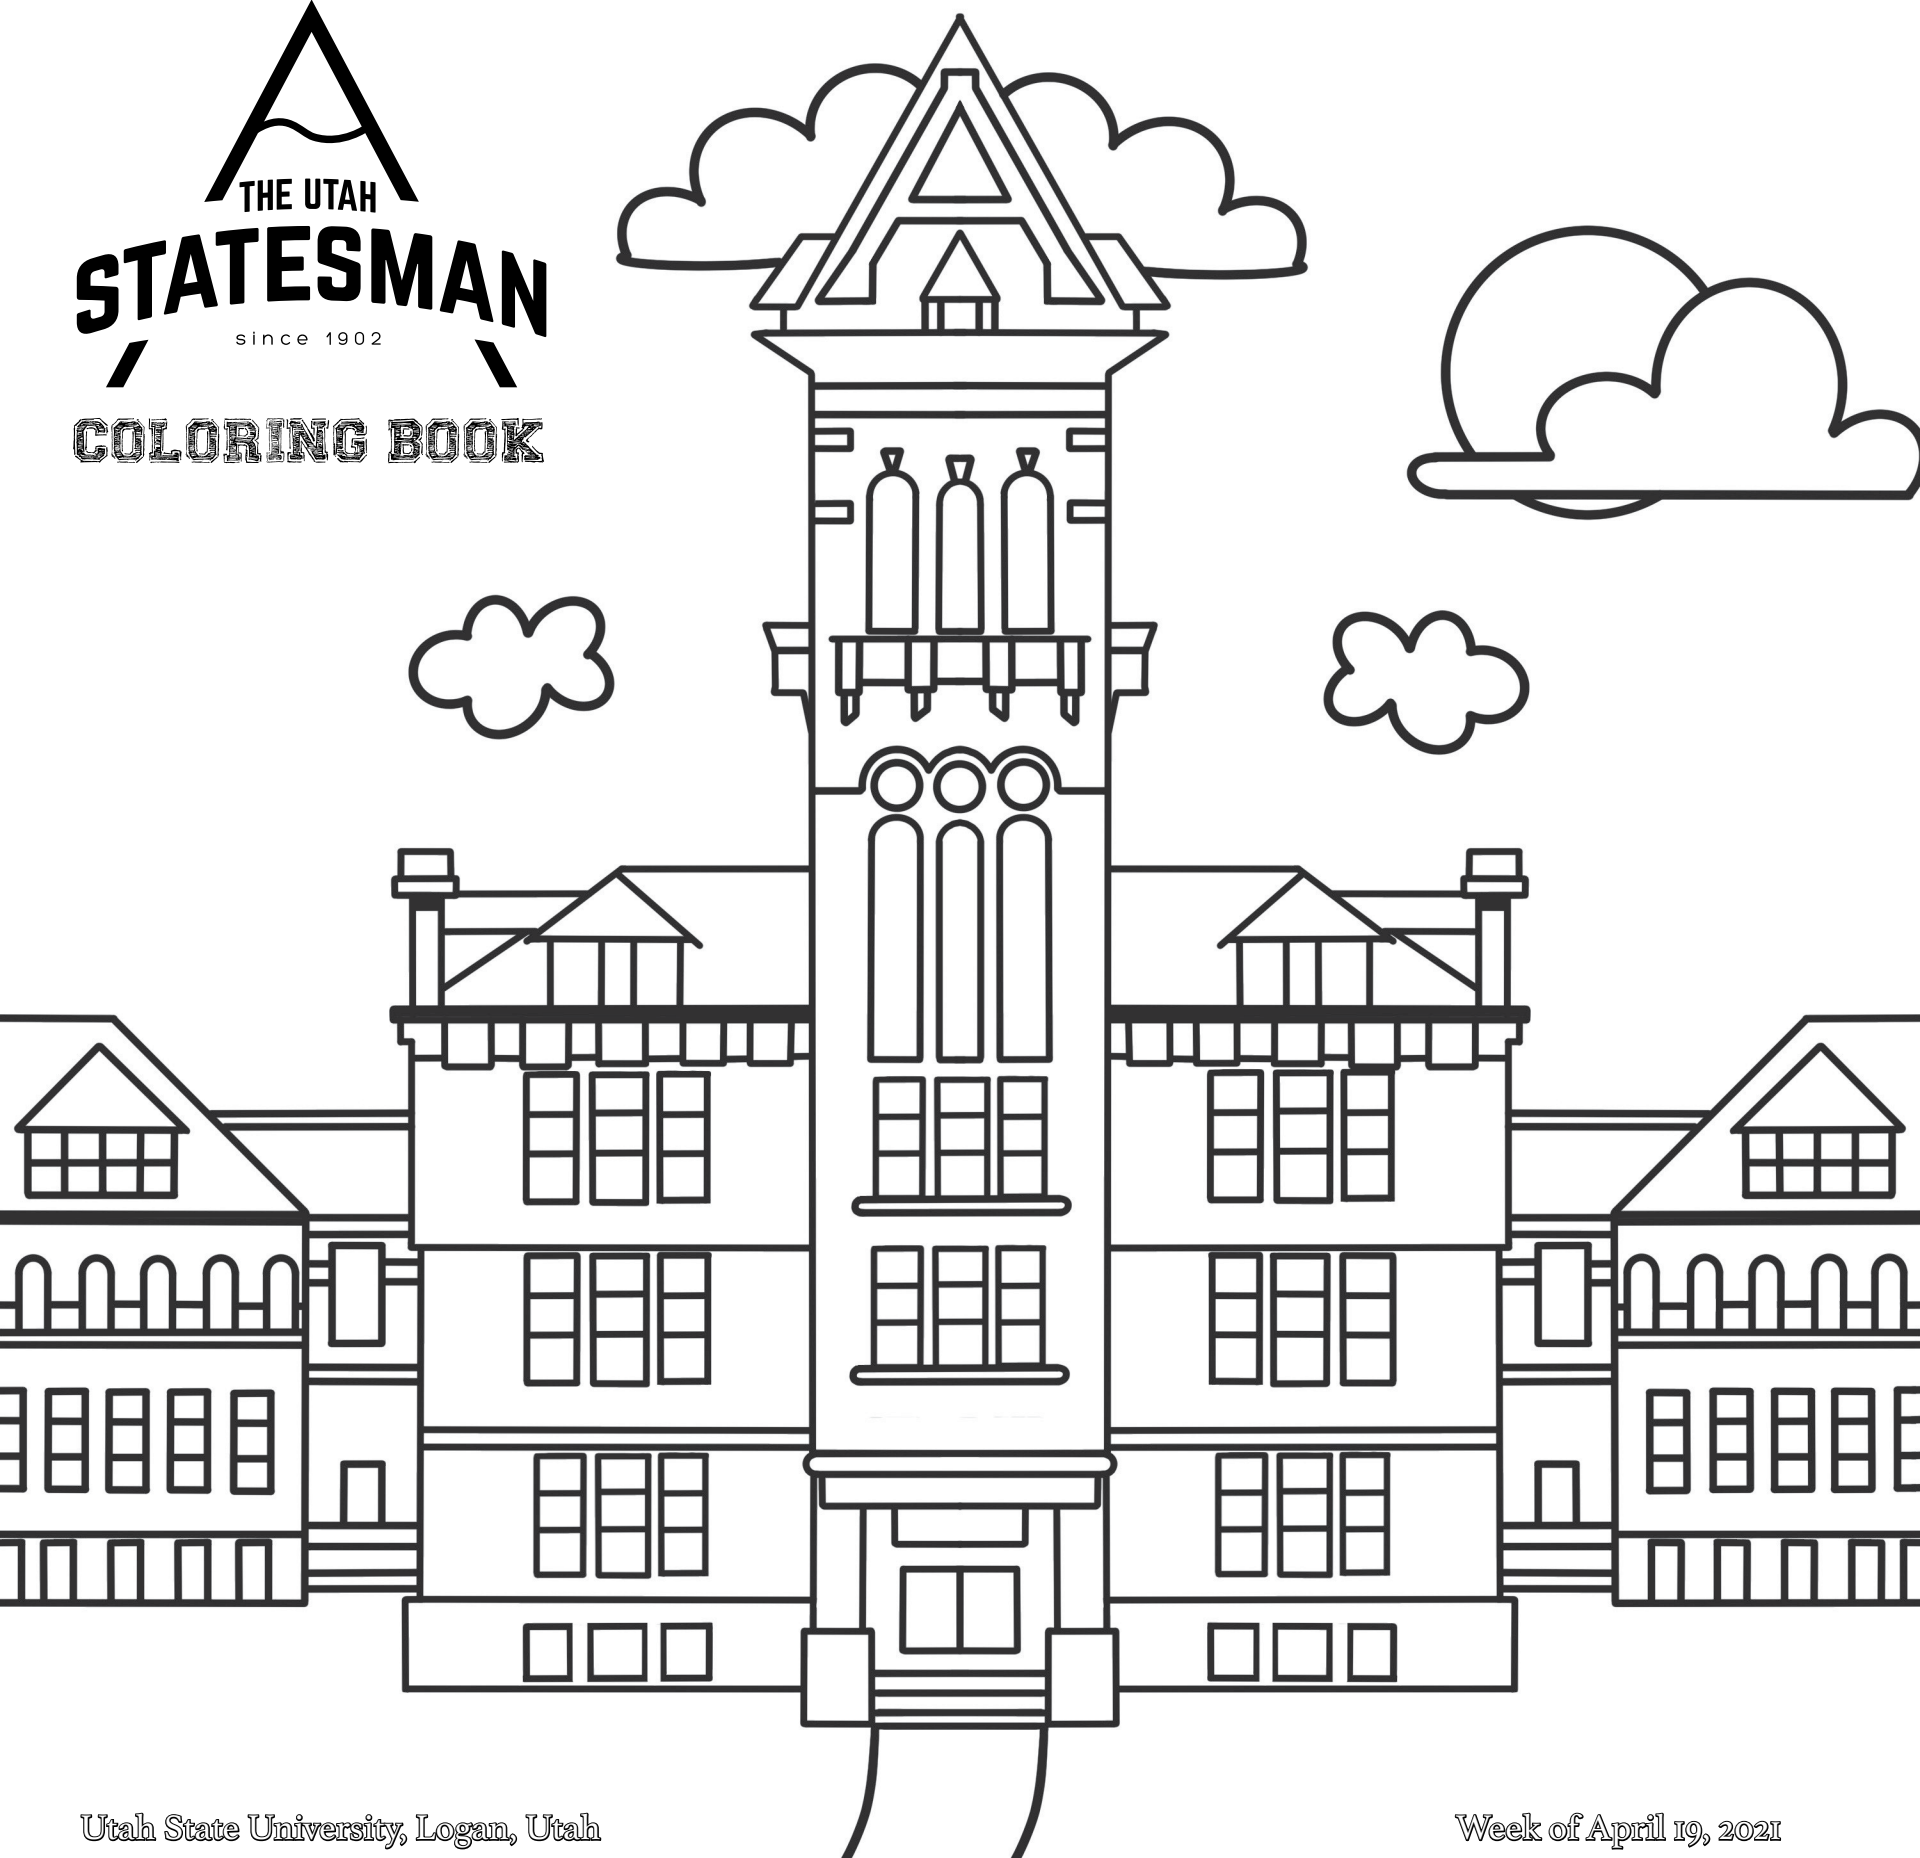 THE UTAH
STATESMAN
since 1902
COLORING BOOK
Utah State University, Logan, Utah
Week of April 19, 2021